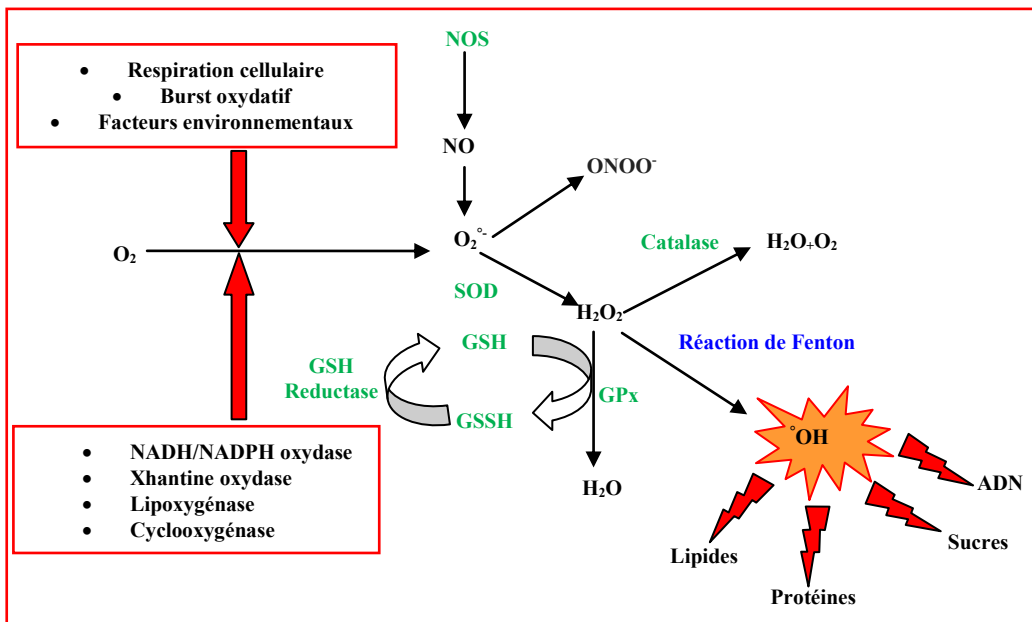 NOS
• Respiration cellulaire
• Burst oxydatif
• Facteurs environnementaux
NO
ONOO⁻
O₂
O₂°⁻
Catalase
H₂O+O₂
SOD
H₂O₂
GSH
Réaction de Fenton
GSH
Reductase
GPx
GSSH
°OH
• NADH/NADPH oxydase
• Xhantine oxydase
• Lipoxygénase
• Cyclooxygénase
H₂O
ADN
Sucres
Lipides
Protéines